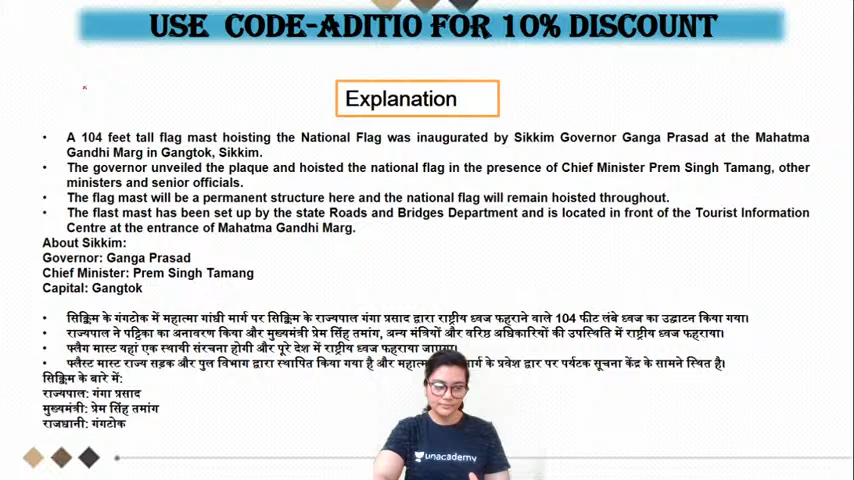 USE CODE-ADITIO FOR 10% DISCOUNT
Explanation
• A 104 feet tall flag mast hoisting the National Flag was inaugurated by Sikkim Governor Ganga Prasad at the Mahatma
Gandhi Marg in Gangtok, Sikkim.
• The governor unveiled the plaque and hoisted the national flag in the presence of Chief Minister Prem Singh Tamang, other
ministers and senior officials.
• The flag mast will be a permanent structure here and the national flag will remain hoisted throughout.
• The flast mast has been set up by the state Roads and Bridges Department and is located in front of the Tourist Information
Centre at the entrance of Mahatma Gandhi Marg.
About Sikkim:
Governor: Ganga Prasad
Chief Minister: Prem Singh Tamang
Capital: Gangtok
• सिक्किम के गंगटोक में महात्मा गांधी मार्ग पर सिक्किम के राज्यपाल गंगा प्रसाद द्वारा राष्ट्रीय ध्वज फहराने वाले 104 फीट लंबे ध्वज का उद्घाटन किया गया।
• राज्यपाल ने पट्टिका का अनावरण किया और मुख्यमंत्री प्रेम सिंह तमांग, अन्य मंत्रियों और वरिष्ठ अधिकारियों की उपस्थिति में राष्ट्रीय ध्वज फहराया।
• फ्लैग मास्ट यहां एक स्थायी संरचना होगी और पूरे देश में राष्ट्रीय ध्वज फहराया जाएगा।
• फ्लैस्ट मास्ट राज्य सड़क और पुल विभाग द्वारा स्थापित किया गया है और मार्ग के प्रवेश द्वार पर पर्यटक सूचना केंद्र के सामने स्थित है।
सिक्किम के बारे में:
राज्यपाल: गंगा प्रसाद
मुख्यमंत्री: प्रेम सिंह तमांग
राजधानी: गंगटोक
unacademy